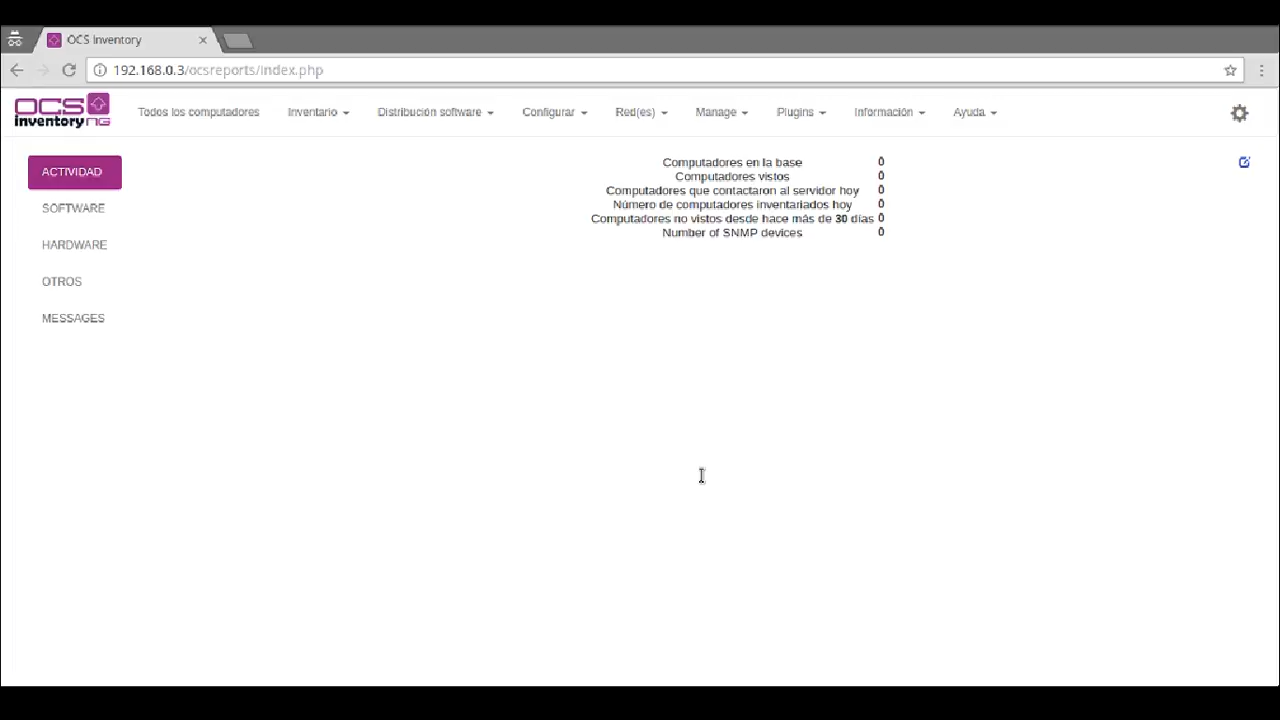 OCS Inventory
192.168.0.3/ocsreports/index.php
OCS inventory NG
Todos los computadores Inventario Distribución software Configurar Red(es) Manage Plugins Información Ayuda
ACTIVIDAD
SOFTWARE
HARDWARE
OTROS
MESSAGES
Computadores en la base 0
Computadores vistos 0
Computadores que contactaron al servidor hoy 0
Número de computadores inventariados hoy 0
Computadores no vistos desde hace más de 30 días 0
Number of SNMP devices 0